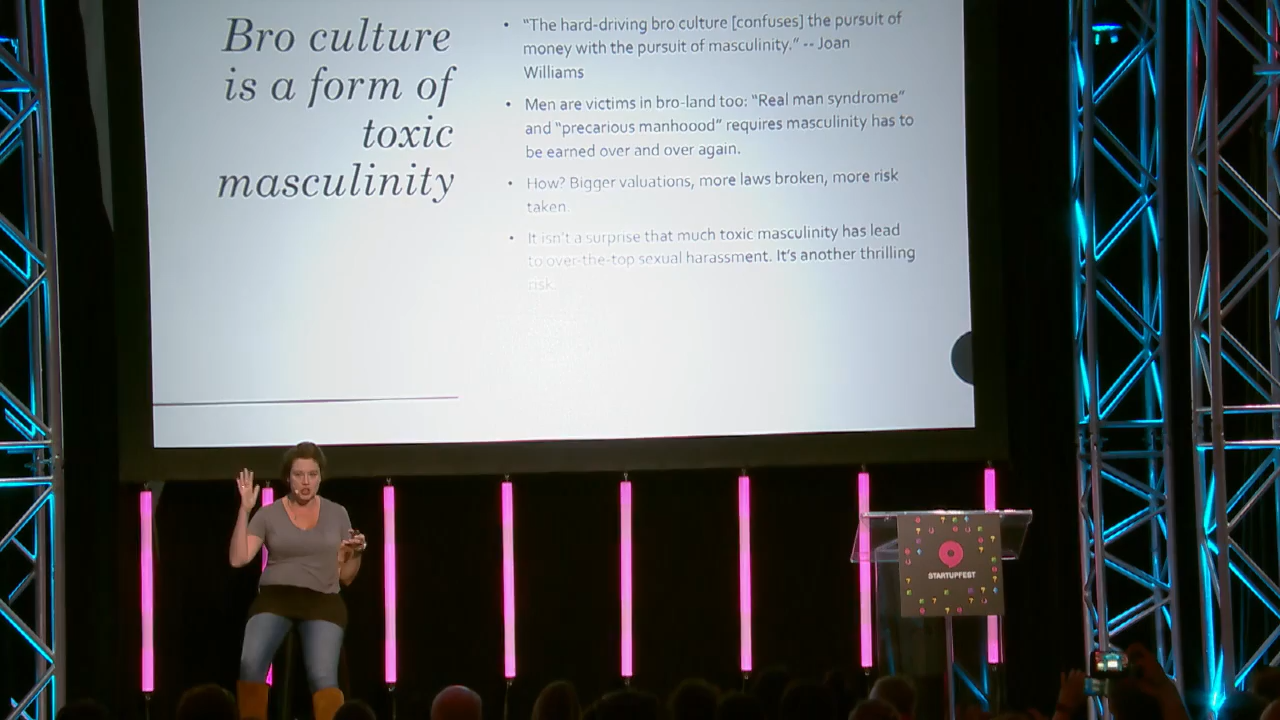 Bro culture
is a form of
toxic
masculinity
• “The hard-driving bro culture [confuses] the pursuit of
money with the pursuit of masculinity.” -- Joan
Williams
• Men are victims in bro-land too: “Real man syndrome”
and “precarious manhoood” requires masculinity has to
be earned over and over again.
• How? Bigger valuations, more laws broken, more risk
taken.
• It isn’t a surprise that much toxic masculinity has lead
to over-the-top sexual harassment. It’s another thrilling
risk.
STARTUPFEST